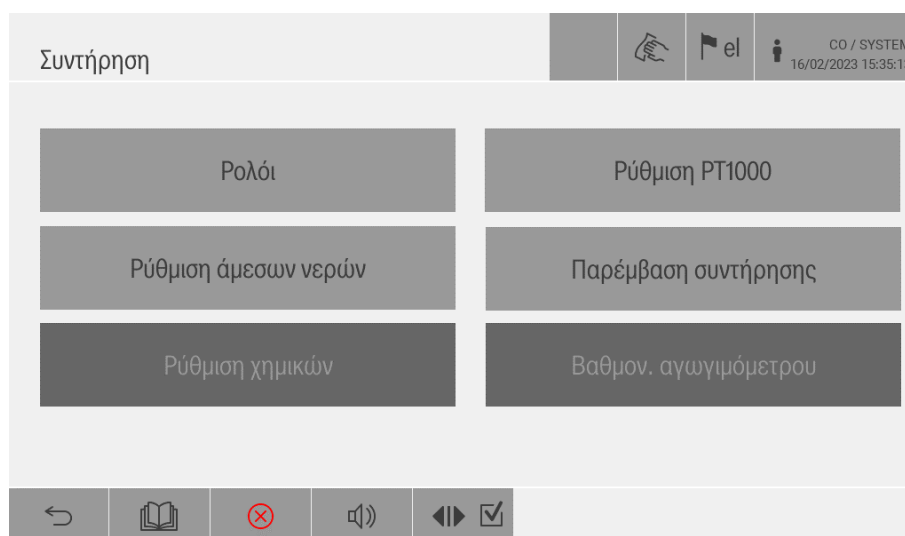 Συντήρηση
el
CO / SYSTEM
16/02/2023 15:35:1
Ρολόι
Ρύθμιση PT1000
Ρύθμιση άμεσων νερών
Παρέμβαση συντήρησης
Ρύθμιση χημικών
Βαθμον. αγωγιμόμετρου